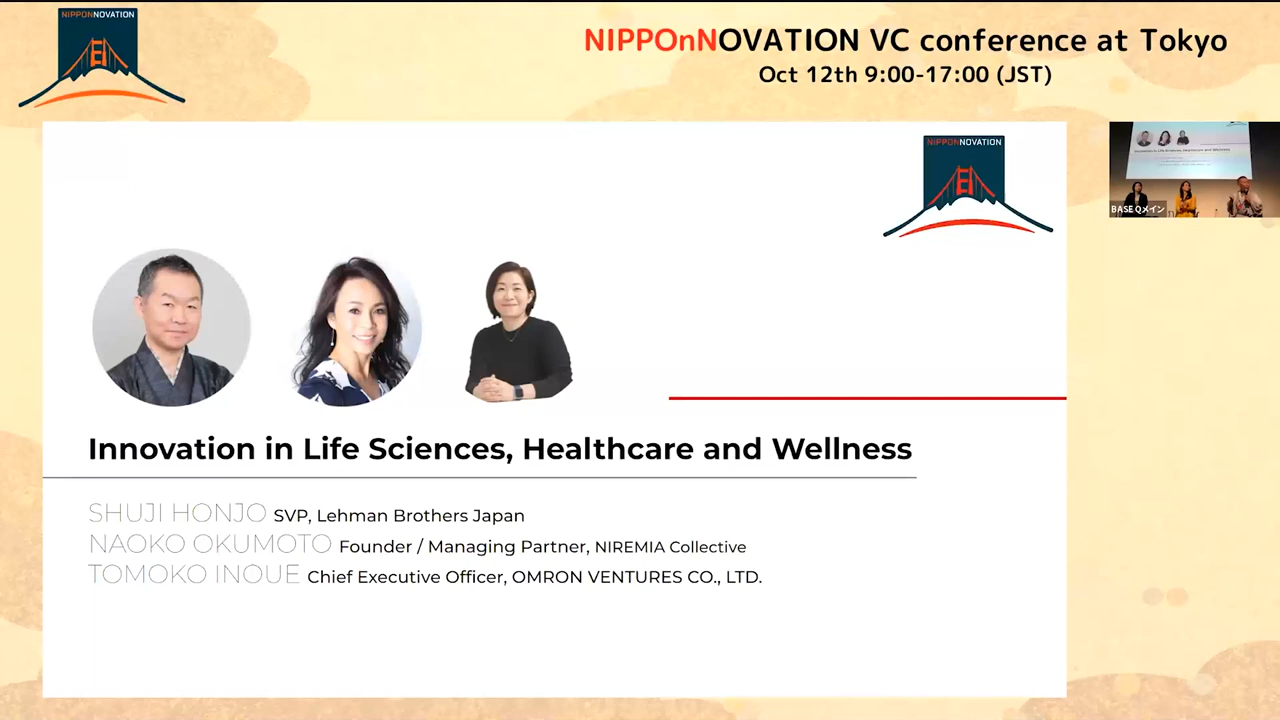 NIPPONNOVATION
NIPPOnNOVATION VC conference at Tokyo
Oct 12th 9:00-17:00 (JST)
NIPPONNOVATION
BASE Qメイン
Innovation in Life Sciences, Healthcare and Wellness
SHUJI HONJO SVP, Lehman Brothers Japan
NAOKO OKUMOTO Founder / Managing Partner, NIREMIA Collective
TOMOKO INOUE Chief Executive Officer, OMRON VENTURES CO., LTD.